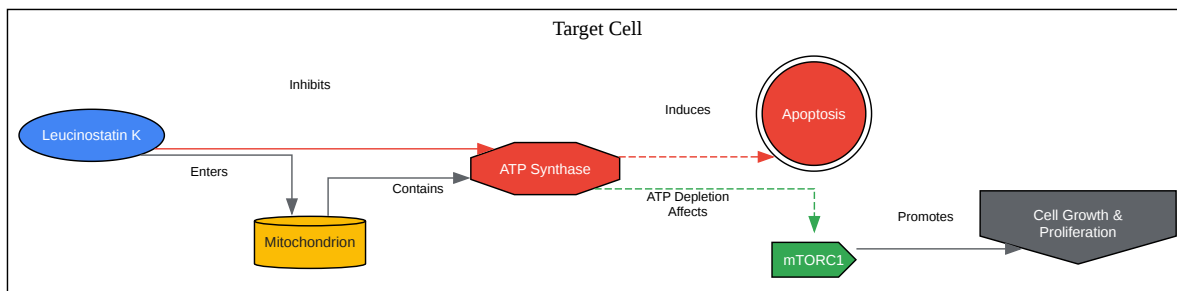 Target Cell
Inhibits
Leucinostatin K
Enters
Mitochondrion
Contains
ATP Synthase
Induces
Apoptosis
ATP Depletion
Affects
mTORC1
Promotes
Cell Growth &
Proliferation